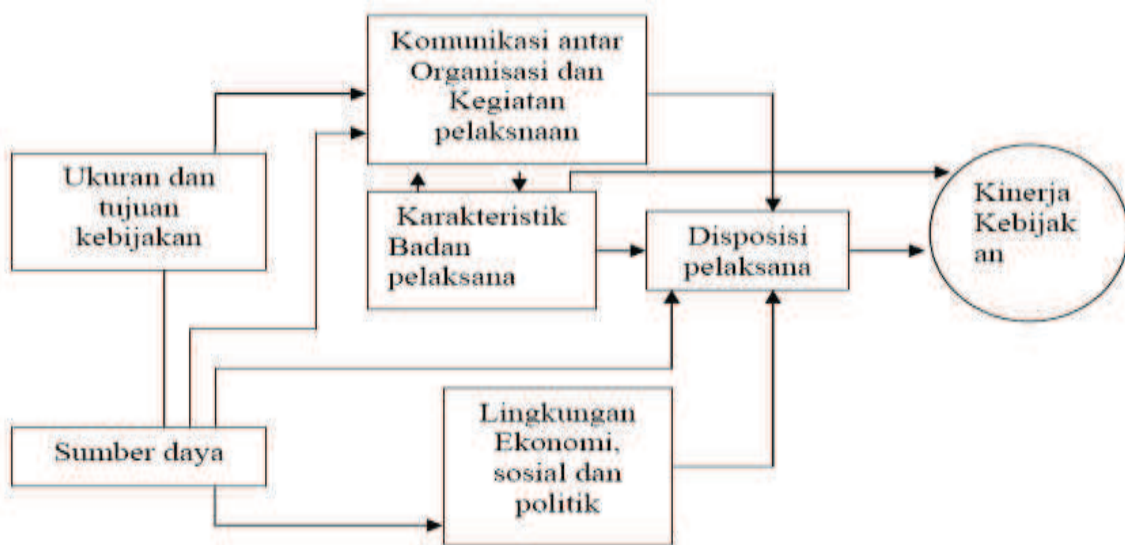 Komunikasi antar
Organisasi dan
Kegiatan
pelaksnaan
Ukuran dan
tujuan
kebijakan
Karakteristik
Badan
pelaksana
Disposisi
pelaksana
Kinerja
Kebijak
an
Sumber daya
Lingkungan
Ekonomi,
sosial dan
politik